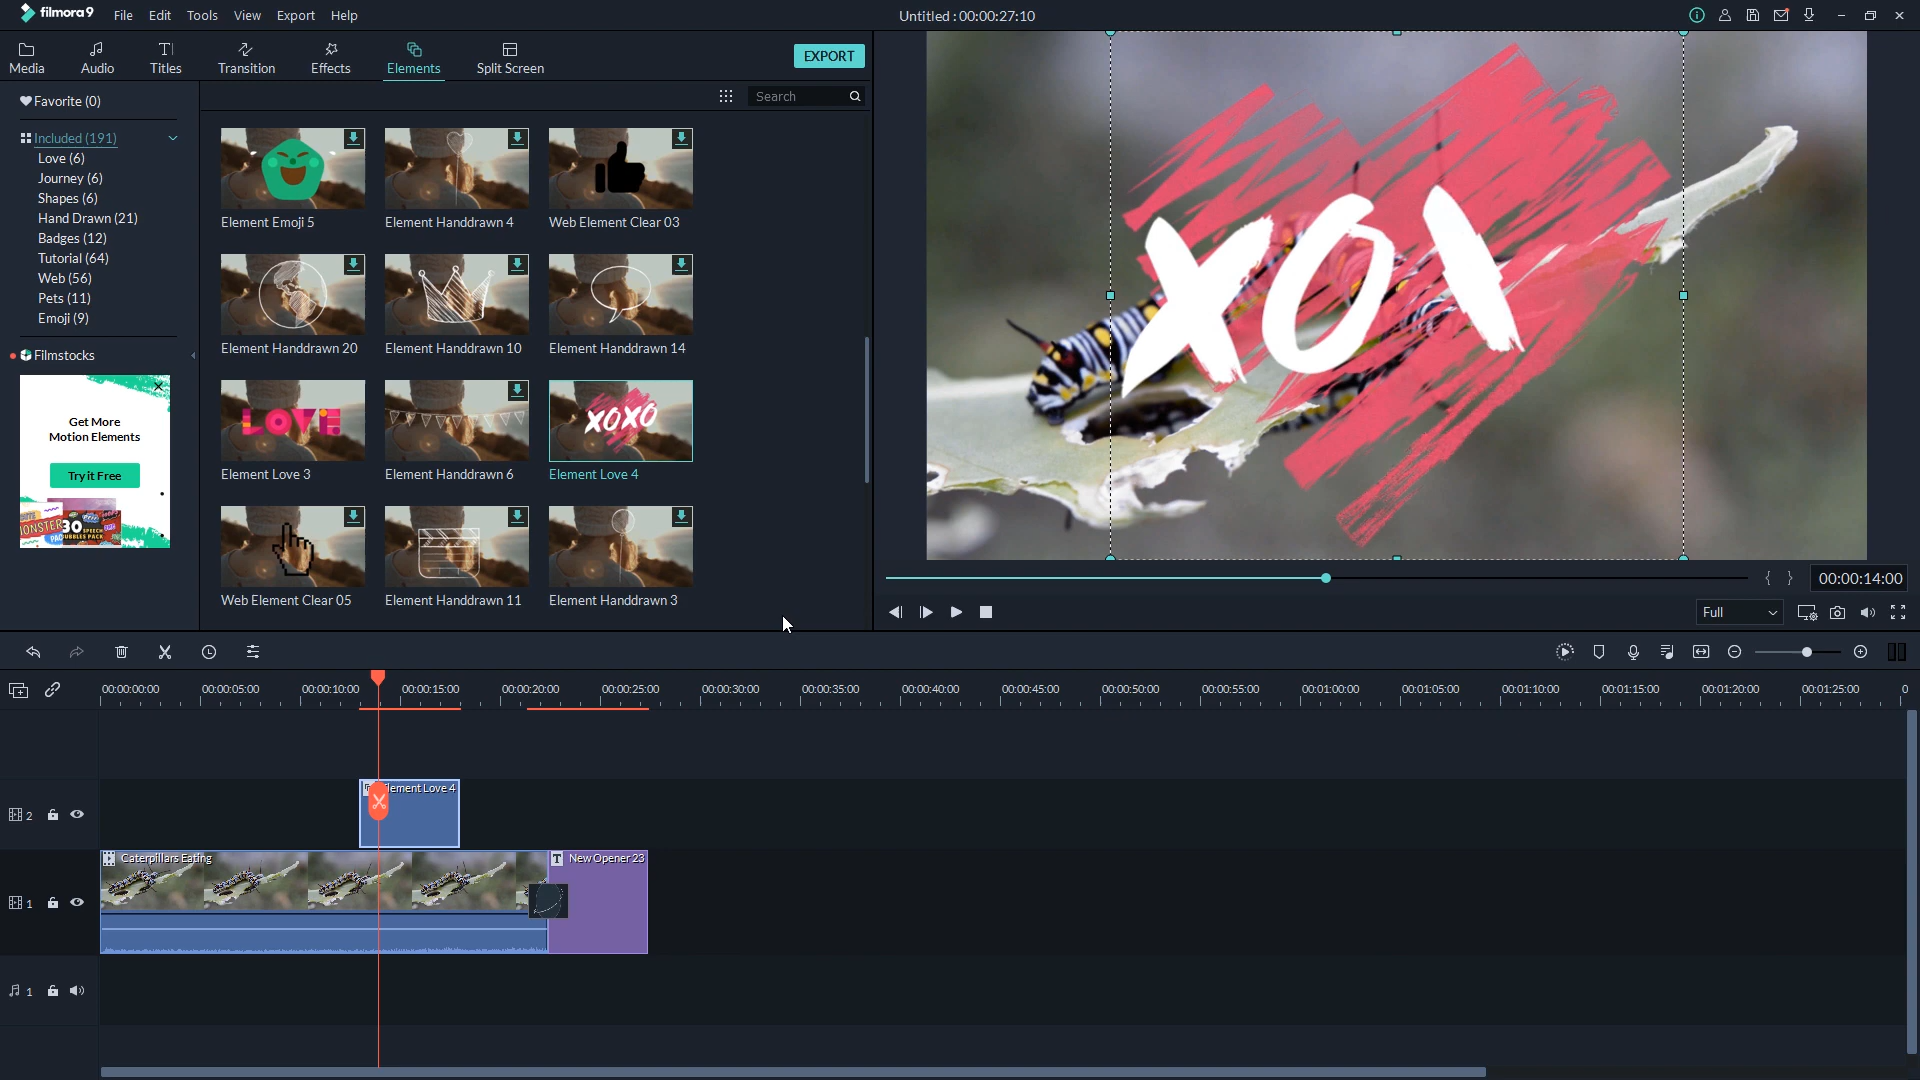 filmora9 File Edit Tools View Export Help Untitled : 00:00:27:10
Media Audio Titles Transition Effects Elements Split Screen EXPORT
Favorite (0)
Search
Included (191)
Love (6)
Journey (6)
Shapes (6)
Hand Drawn (21)
Badges (12)
Tutorial (64)
Web (56)
Pets (11)
Emoji (9)
Filmstocks
Get More
Motion Elements
Try it Free
MONSTER
30
SPEECH
BUBBLES PACK
Element Emoji 5 Element Handdrawn 4 Web Element Clear 03
Element Handdrawn 20 Element Handdrawn 10 Element Handdrawn 14
LOVE XOXO
Element Love 3 Element Handdrawn 6 Element Love 4
Web Element Clear 05 Element Handdrawn 11 Element Handdrawn 3
XO\
{ } 00:00:14:00
Full
00:00:00:00 00:00:05:00 00:00:10:00 00:00:15:00 00:00:20:00 00:00:25:00 00:00:30:00 00:00:35:00 00:00:40:00 00:00:45:00 00:00:50:00 00:00:55:00 00:01:00:00 00:01:05:00 00:01:10:00 00:01:15:00 00:01:20:00 00:01:25:00 0
2 Element Love 4
Caterpillars Eating T New Opener 23
1
1